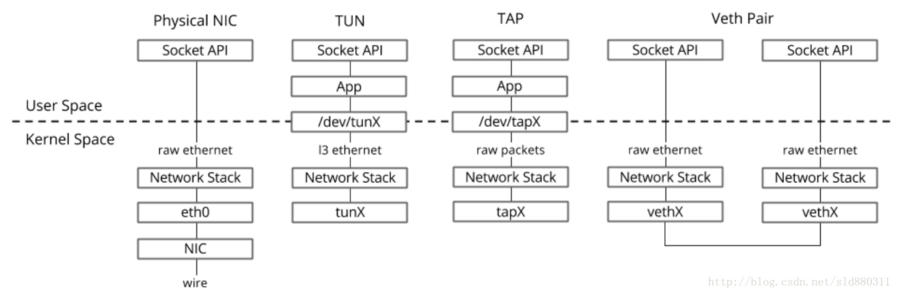 Physical NIC TUN TAP Veth Pair
Socket API Socket API Socket API Socket API Socket API
App App
User Space
/dev/tunX /dev/tapX
Kernel Space
raw ethernet l3 ethernet raw packets raw ethernet raw ethernet
Network Stack Network Stack Network Stack Network Stack Network Stack
eth0 tunX tapX vethX vethX
NIC
wire
http://blog.csdn.net/sld880311